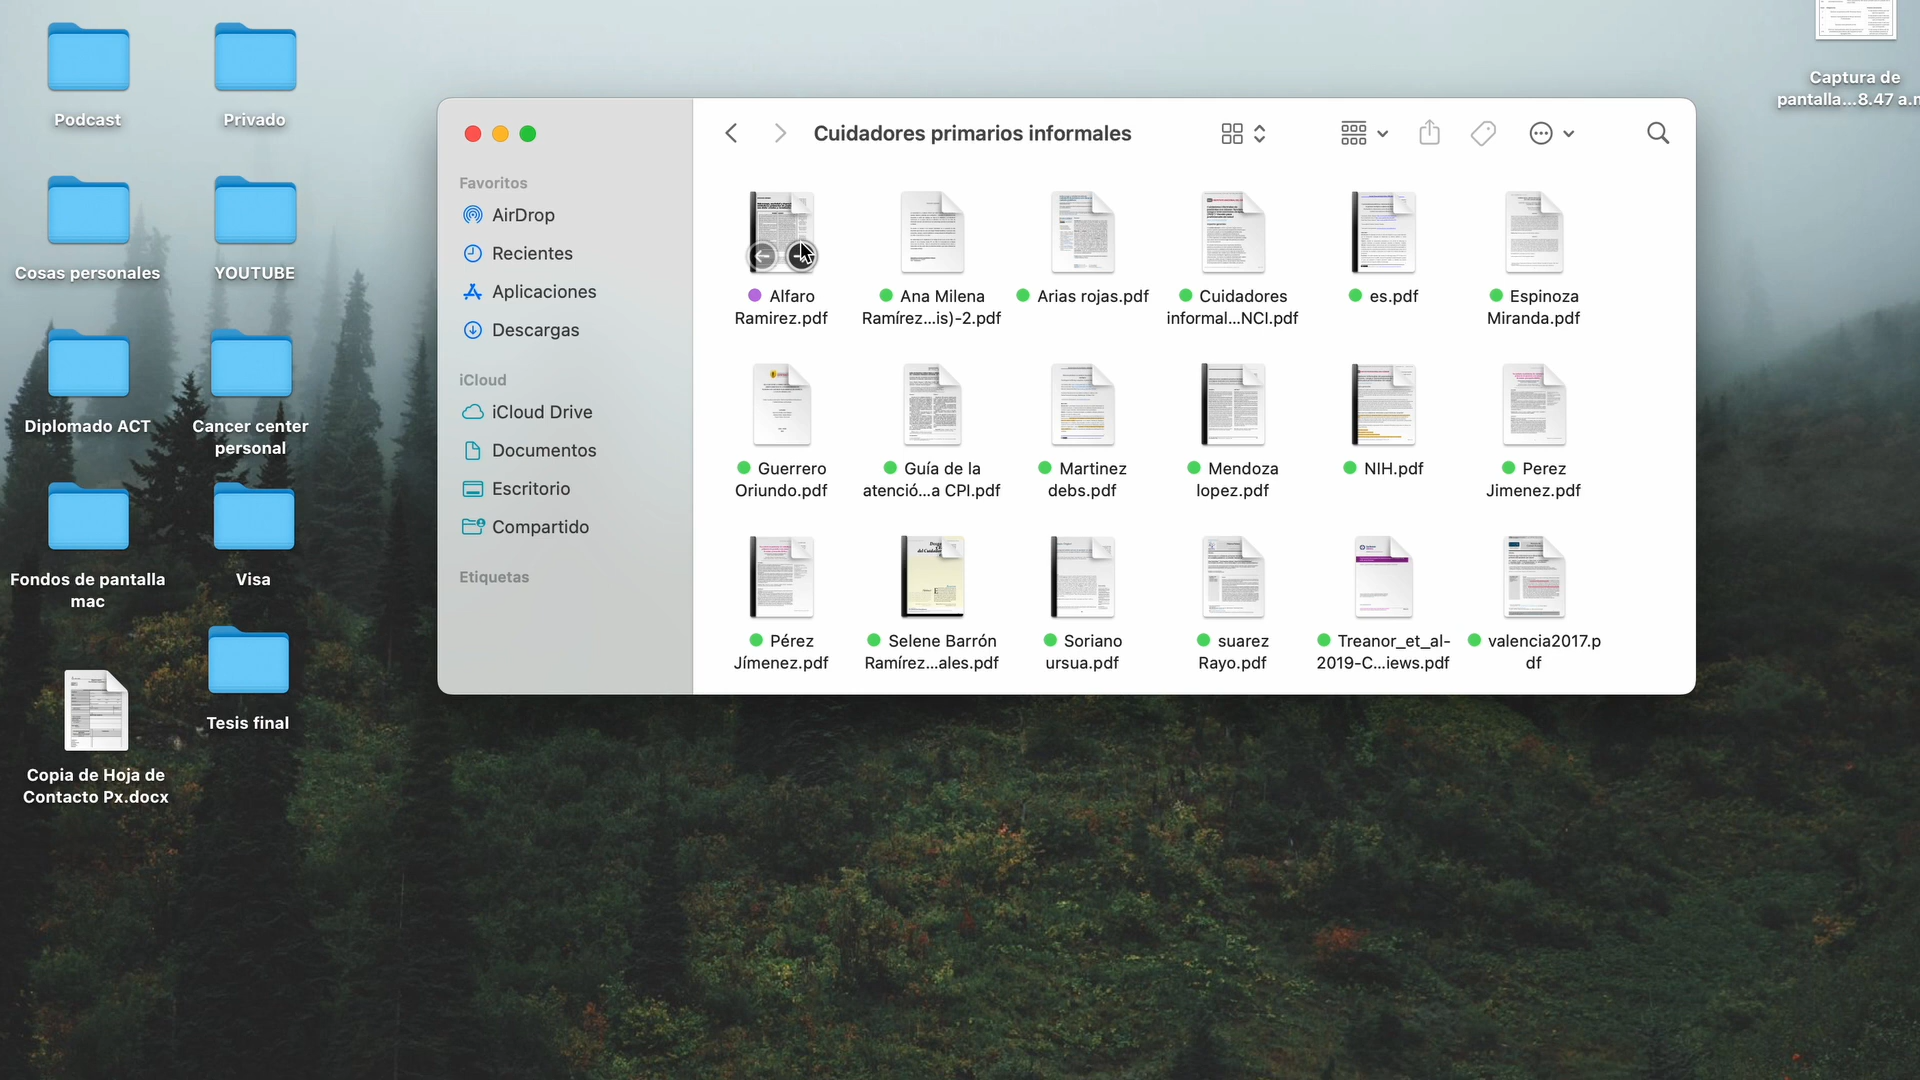 Podcast
Privado
Cosas personales
YOUTUBE
Diplomado ACT
Cancer center
personal
Fondos de pantalla
mac
Visa
Tesis final
Copia de Hoja de
Contacto Px.docx
Favoritos
AirDrop
Recientes
Aplicaciones
Descargas
iCloud
iCloud Drive
Documentos
Escritorio
Compartido
Etiquetas
Cuidadores primarios informales
Alfaro
Ramirez.pdf
Ana Milena
Ramírez...is)-2.pdf
Arias rojas.pdf
Cuidadores
informal...NCI.pdf
es.pdf
Espinoza
Miranda.pdf
Guerrero
Oriundo.pdf
Guía de la
atenció...a CPI.pdf
Martinez
debs.pdf
Mendoza
lopez.pdf
NIH.pdf
Perez
Jimenez.pdf
Pérez
Jímenez.pdf
Selene Barrón
Ramírez...ales.pdf
Soriano
ursua.pdf
suarez
Rayo.pdf
Treanor_et_al-
2019-C...iews.pdf
valencia2017.p
df
Captura de
pantalla...8.47 a.m